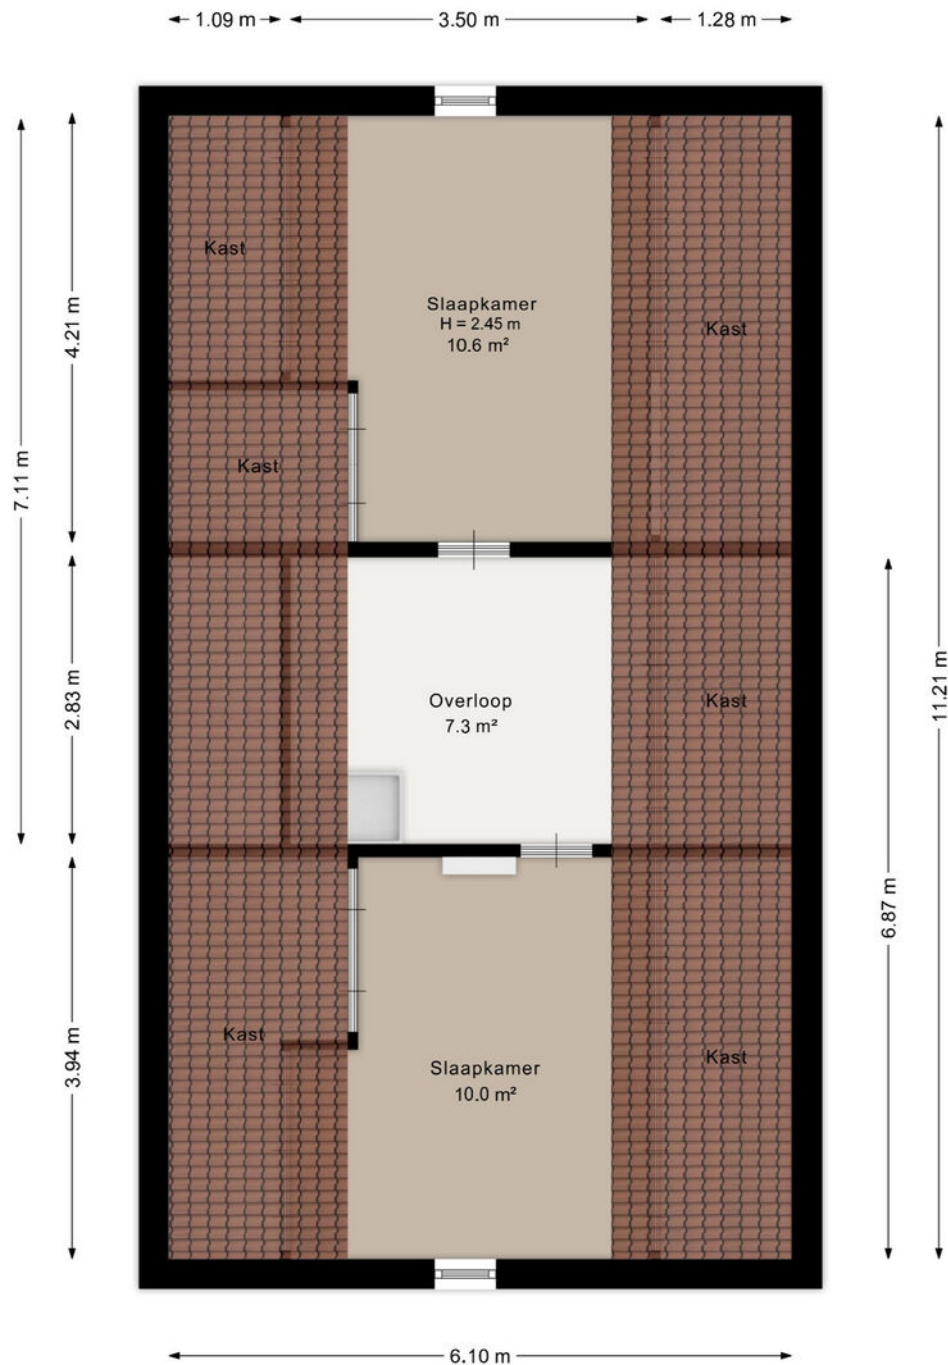 1.09 m
3.50 m
1.28 m
Kast
Slaapkamer
H = 2.45 m
10.6 m²
Kast
4.21 m
7.11 m
Kast
11.21 m
Overloop
7.3 m²
Kast
2.83 m
6.87 m
Kast
Slaapkamer
10.0 m²
Kast
3.94 m
6.10 m